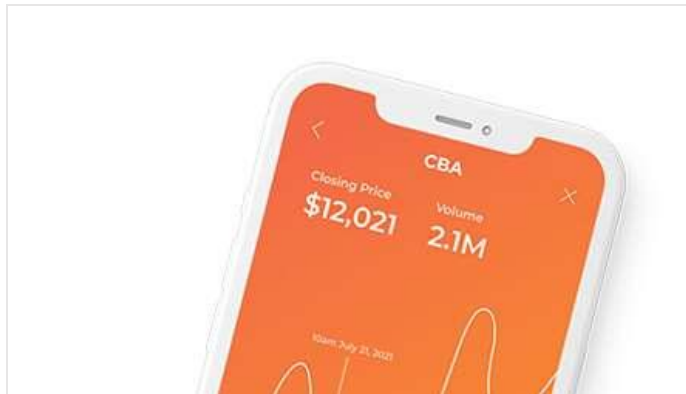 CBA
Closing Price
$12,021
Volume
2.1M
10am July 21, 2021